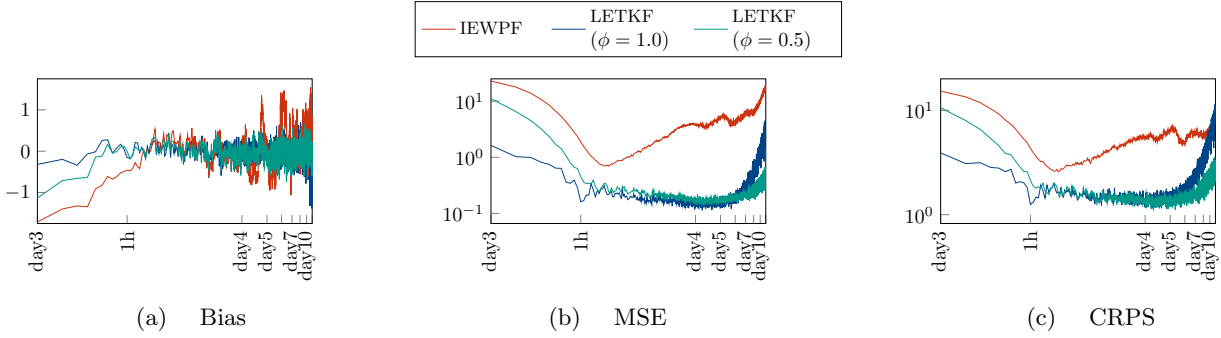 IEWPF
LETKF
(ϕ = 1.0)
LETKF
(ϕ = 0.5)
1
0
−1
day3
1h
day4
day5
day7
day10
(a) Bias
10¹
10⁰
10⁻¹
day3
1h
day4
day5
day7
day10
(b) MSE
10¹
10⁰
day3
1h
day4
day5
day7
day10
(c) CRPS